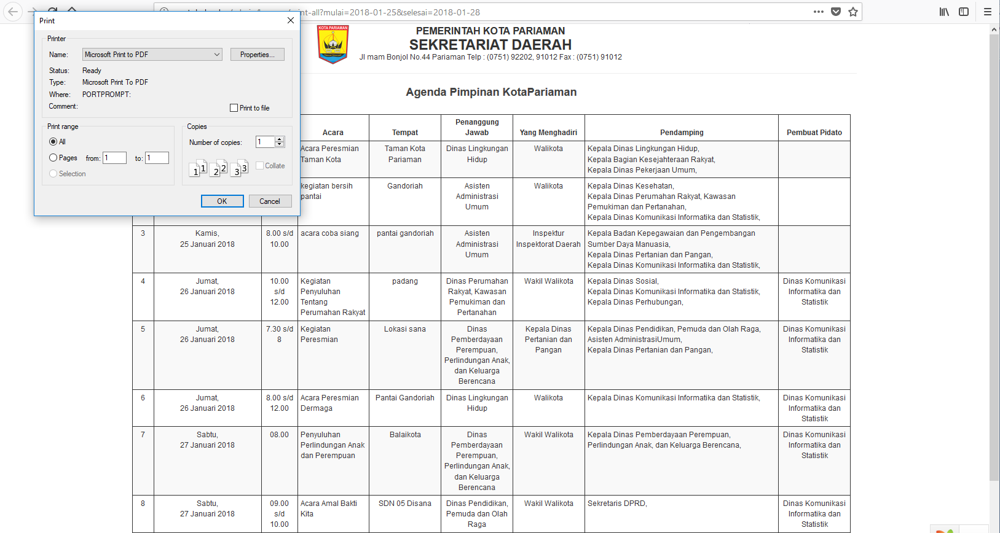 print-all?mulai=2018-01-25&selesai=2018-01-28
Print
Printer
Name:
Microsoft Print to PDF
Properties...
Status:
Ready
Type:
Microsoft Print To PDF
Where:
PORTPROMPT:
Comment:
Print to file
Print range
All
Pages
from:
1
to:
1
Selection
Copies
Number of copies:
1
1 1 2 2 3 3
Collate
OK
Cancel
KOTA PARIAMAN
PEMERINTAH KOTA PARIAMAN
SEKRETARIAT DAERAH
Jl mam Bonjol No.44 Pariaman Telp : (0751) 92202, 91012 Fax : (0751) 91012
Agenda Pimpinan KotaPariaman
Acara
Tempat
Penanggung
Jawab
Yang Menghadiri
Pendamping
Pembuat Pidato
Acara Peresmian
Taman Kota
Taman Kota
Pariaman
Dinas Lingkungan
Hidup
Walikota
Kepala Dinas Lingkungan Hidup,
Kepala Bagian Kesejahteraan Rakyat,
Kepala Dinas Pekerjaan Umum,
kegiatan bersih
pantai
Gandoriah
Asisten
Administrasi
Umum
Walikota
Kepala Dinas Kesehatan,
Kepala Dinas Perumahan Rakyat, Kawasan
Pemukiman dan Pertanahan,
Kepala Dinas Komunikasi Informatika dan Statistik,
3
Kamis,
25 Januari 2018
8.00 s/d
10.00
acara coba siang
pantai gandoriah
Asisten
Administrasi
Umum
Inspektur
Inspektorat Daerah
Kepala Badan Kepegawaian dan Pengembangan
Sumber Daya Manuasia,
Kepala Dinas Pertanian dan Pangan,
Kepala Dinas Komunikasi Informatika dan Statistik,
4
Jumat,
26 Januari 2018
10.00
s/d
12.00
Kegiatan
Penyuluhan
Tentang
Perumahan Rakyat
padang
Dinas Perumahan
Rakyat, Kawasan
Pemukiman dan
Pertanahan
Wakil Walikota
Kepala Dinas Sosial,
Kepala Dinas Komunikasi Informatika dan Statistik,
Kepala Dinas Perhubungan,
Dinas Komunikasi
Informatika dan
Statistik
5
Jumat,
26 Januari 2018
7.30 s/d
8
Kegiatan
Peresmian
Lokasi sana
Dinas
Pemberdayaan
Perempuan,
Perlindungan Anak,
dan Keluarga
Berencana
Kepala Dinas
Pertanian dan
Pangan
Kepala Dinas Pendidikan, Pemuda dan Olah Raga,
Asisten AdministrasiUmum,
Kepala Dinas Pertanian dan Pangan,
Dinas Komunikasi
Informatika dan
Statistik
6
Jumat,
26 Januari 2018
8.00 s/d
12.00
Acara Peresmian
Dermaga
Pantai Gandoriah
Dinas Lingkungan
Hidup
Walikota
Kepala Dinas Komunikasi Informatika dan Statistik,
Dinas Komunikasi
Informatika dan
Statistik
7
Sabtu,
27 Januari 2018
08.00
Penyuluhan
Perlindungan Anak
dan Perempuan
Balaikota
Dinas
Pemberdayaan
Perempuan,
Perlindungan Anak,
dan Keluarga
Berencana
Wakil Walikota
Kepala Dinas Pemberdayaan Perempuan,
Perlindungan Anak, dan Keluarga Berencana,
Dinas Komunikasi
Informatika dan
Statistik
8
Sabtu,
27 Januari 2018
09.00
s/d
10.00
Acara Amal Bakti
Kita
SDN 05 Disana
Dinas Pendidikan,
Pemuda dan Olah
Raga
Wakil Walikota
Sekretaris DPRD,
Dinas Komunikasi
Informatika dan
Statistik